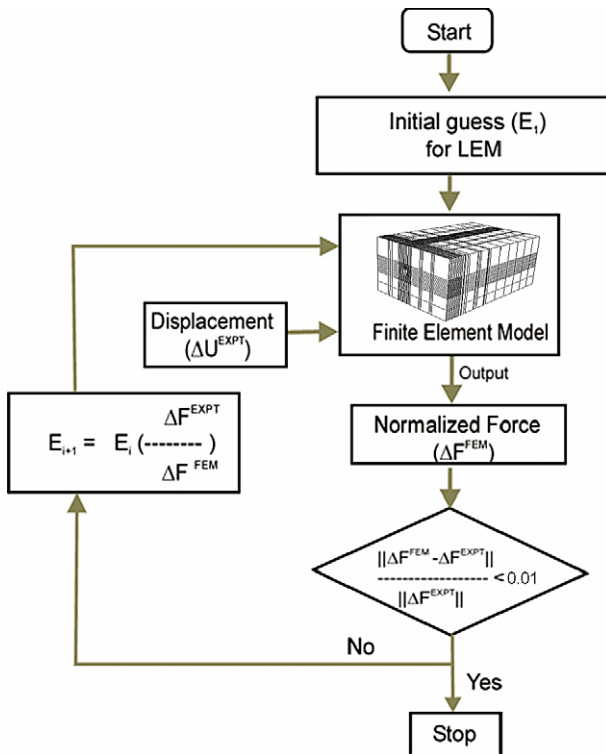 Start
Initial guess (E₁)
for LEM
Displacement
(ΔU^EXPT)
Finite Element Model
Output
Normalized Force
(ΔF^FEM)
ΔF^EXPT
E_i+1 = E_i (--------)
ΔF^FEM
||ΔF^FEM -ΔF^EXPT||
---------------- < 0.01
||ΔF^EXPT||
No
Yes
Stop